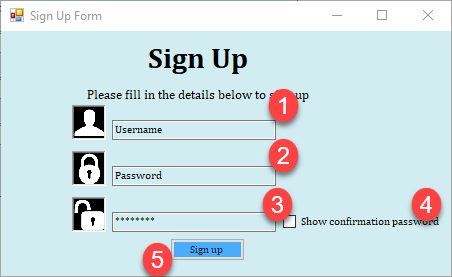 Sign Up Form
Sign Up
Please fill in the details below to sign up
1
Username
2
Password
3
********
4
Show confirmation password
5
Sign up